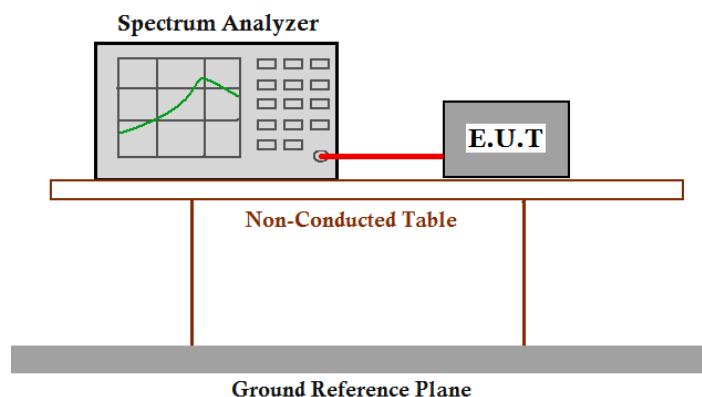 Spectrum Analyzer
E.U.T
Non-Conducted Table
Ground Reference Plane